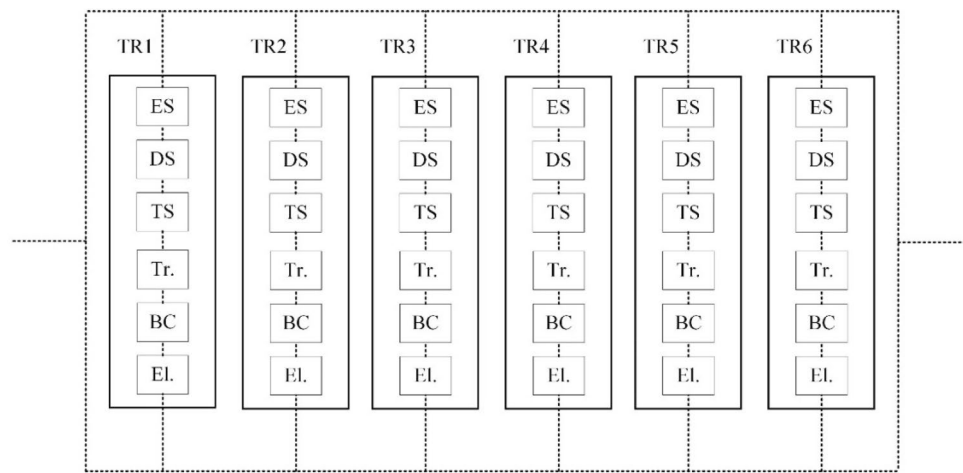 TR1 TR2 TR3 TR4 TR5 TR6
ES ES ES ES ES ES
DS DS DS DS DS DS
TS TS TS TS TS TS
Tr. Tr. Tr. Tr. Tr. Tr.
BC BC BC BC BC BC
El. El. El. El. El. El.